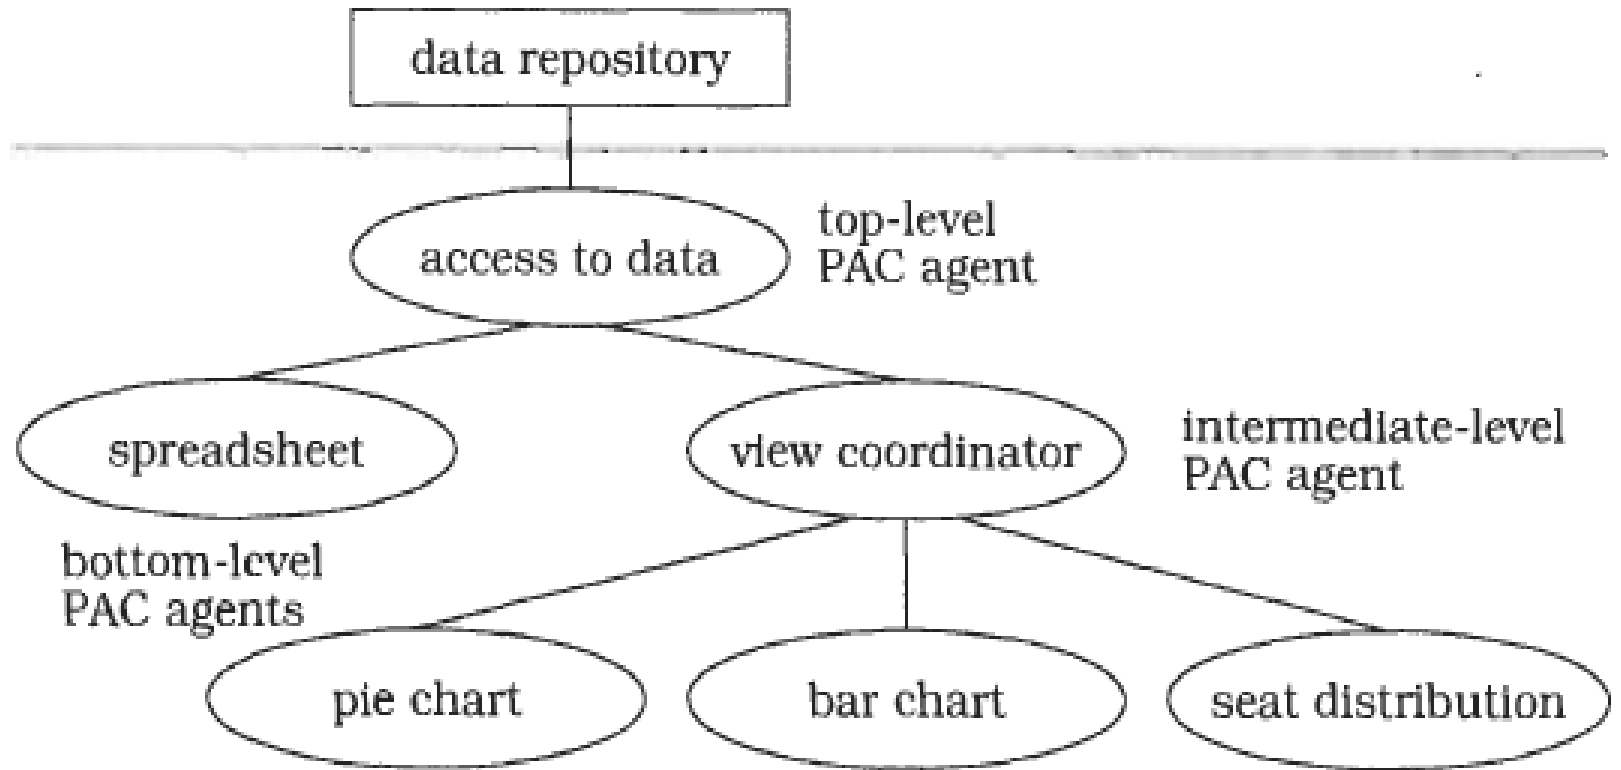 data repository
access to data
top-level
PAC agent
spreadsheet
view coordinator
intermediate-level
PAC agent
bottom-level
PAC agents
pie chart
bar chart
seat distribution